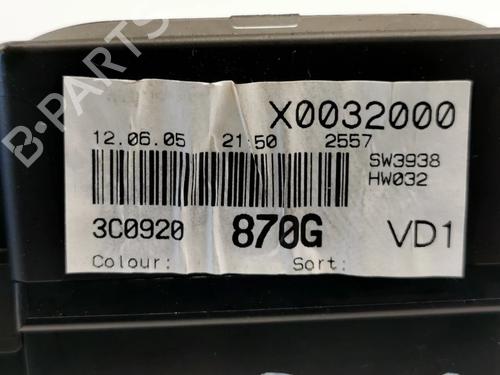 X0032000
12.06.05 21:50 2557
SW3938
HW032
3C0920 870G VD1
Colour: Sort:
B-PARTS